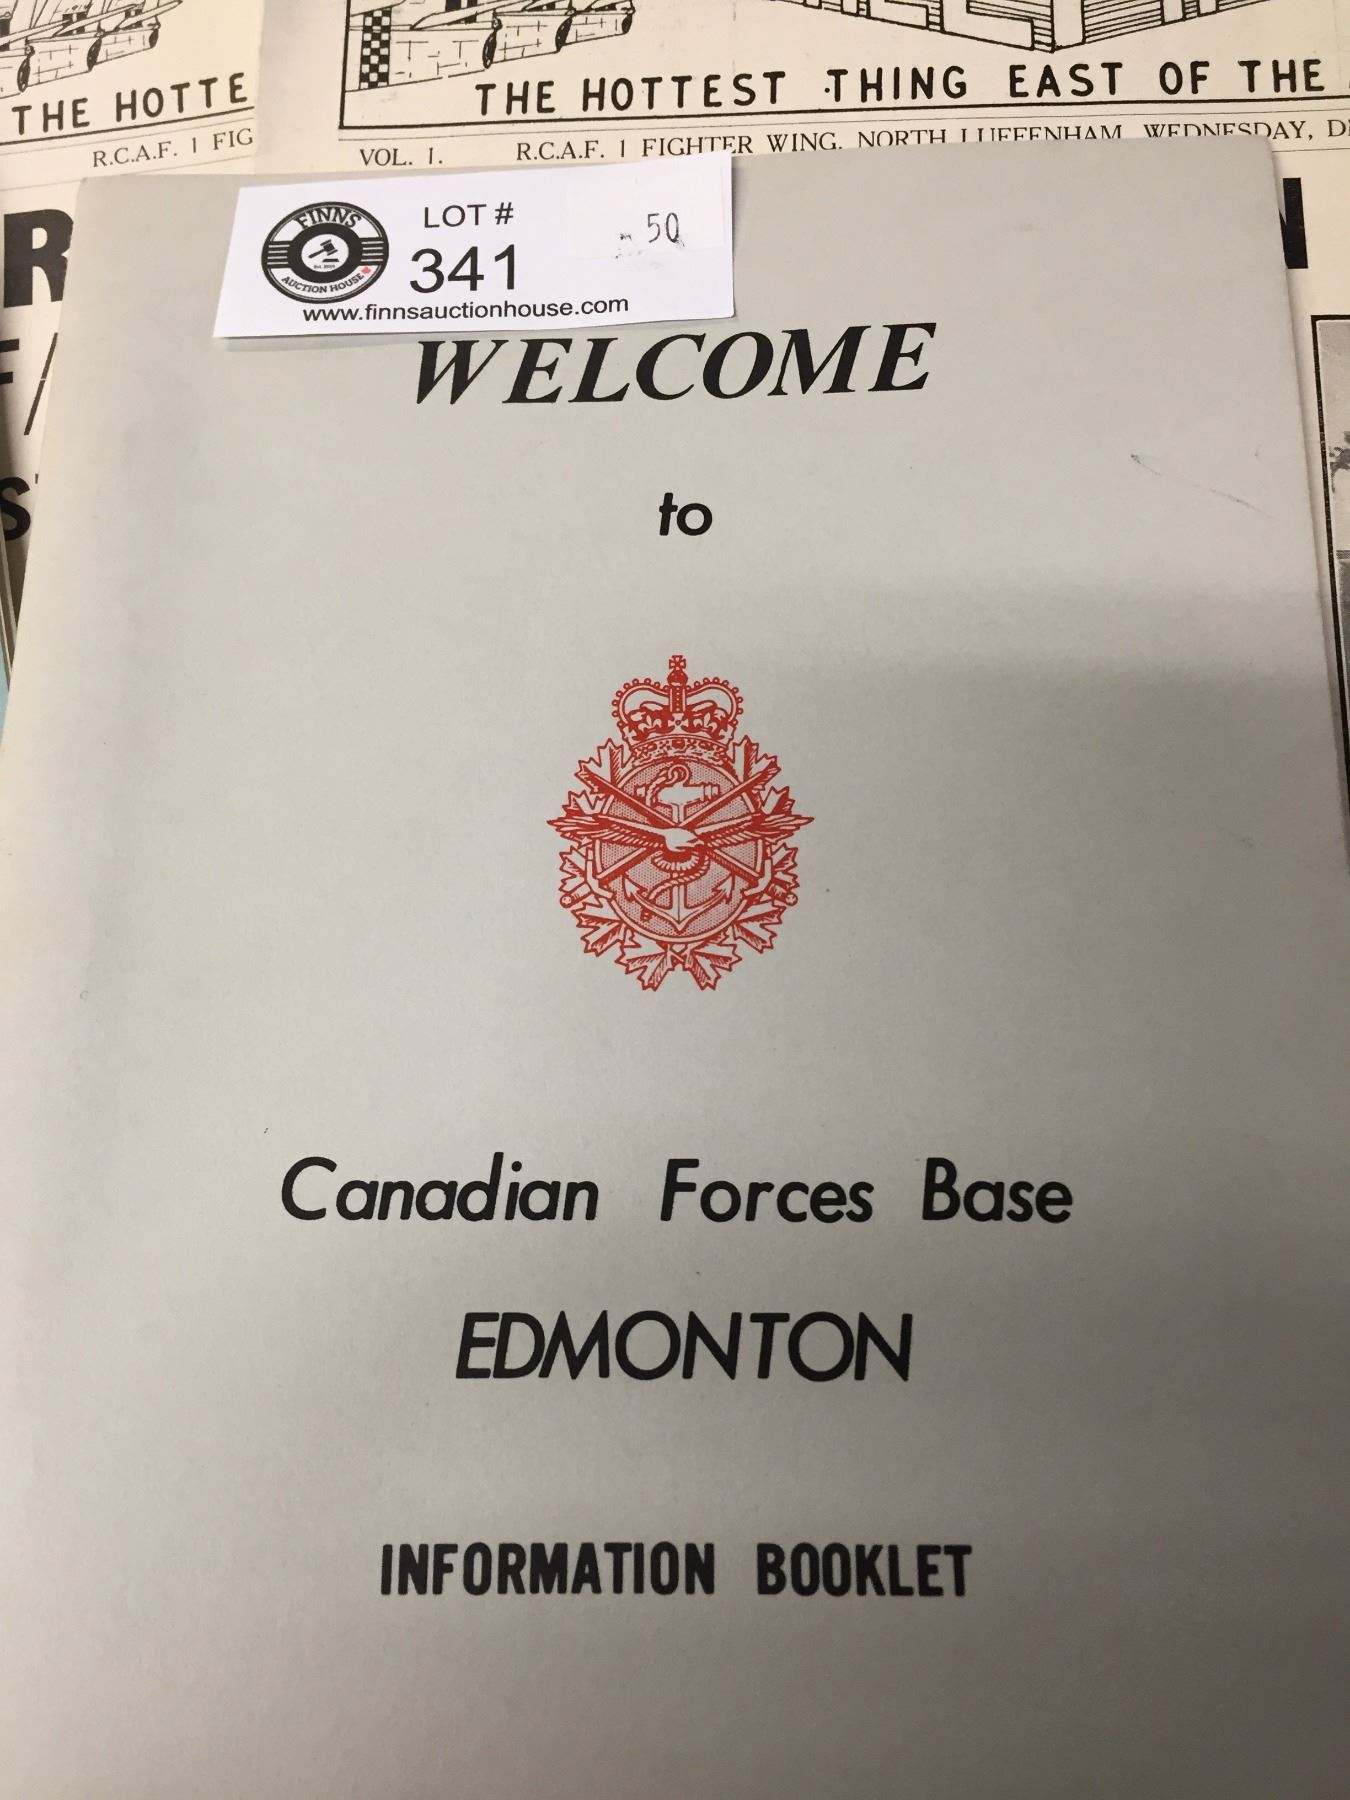 THE HOTTE
THE HOTTEST THING EAST OF THE
R.C.A.F. 1 FIG
VOL. 1. R.C.A.F. 1 FIGHTER WING, NORTH LUFFENHAM, WEDNESDAY,
FINNS
AUCTION HOUSE
LOT #
341
50
www.finnsauctionhouse.com
WELCOME
to
Canadian Forces Base
EDMONTON
INFORMATION BOOKLET